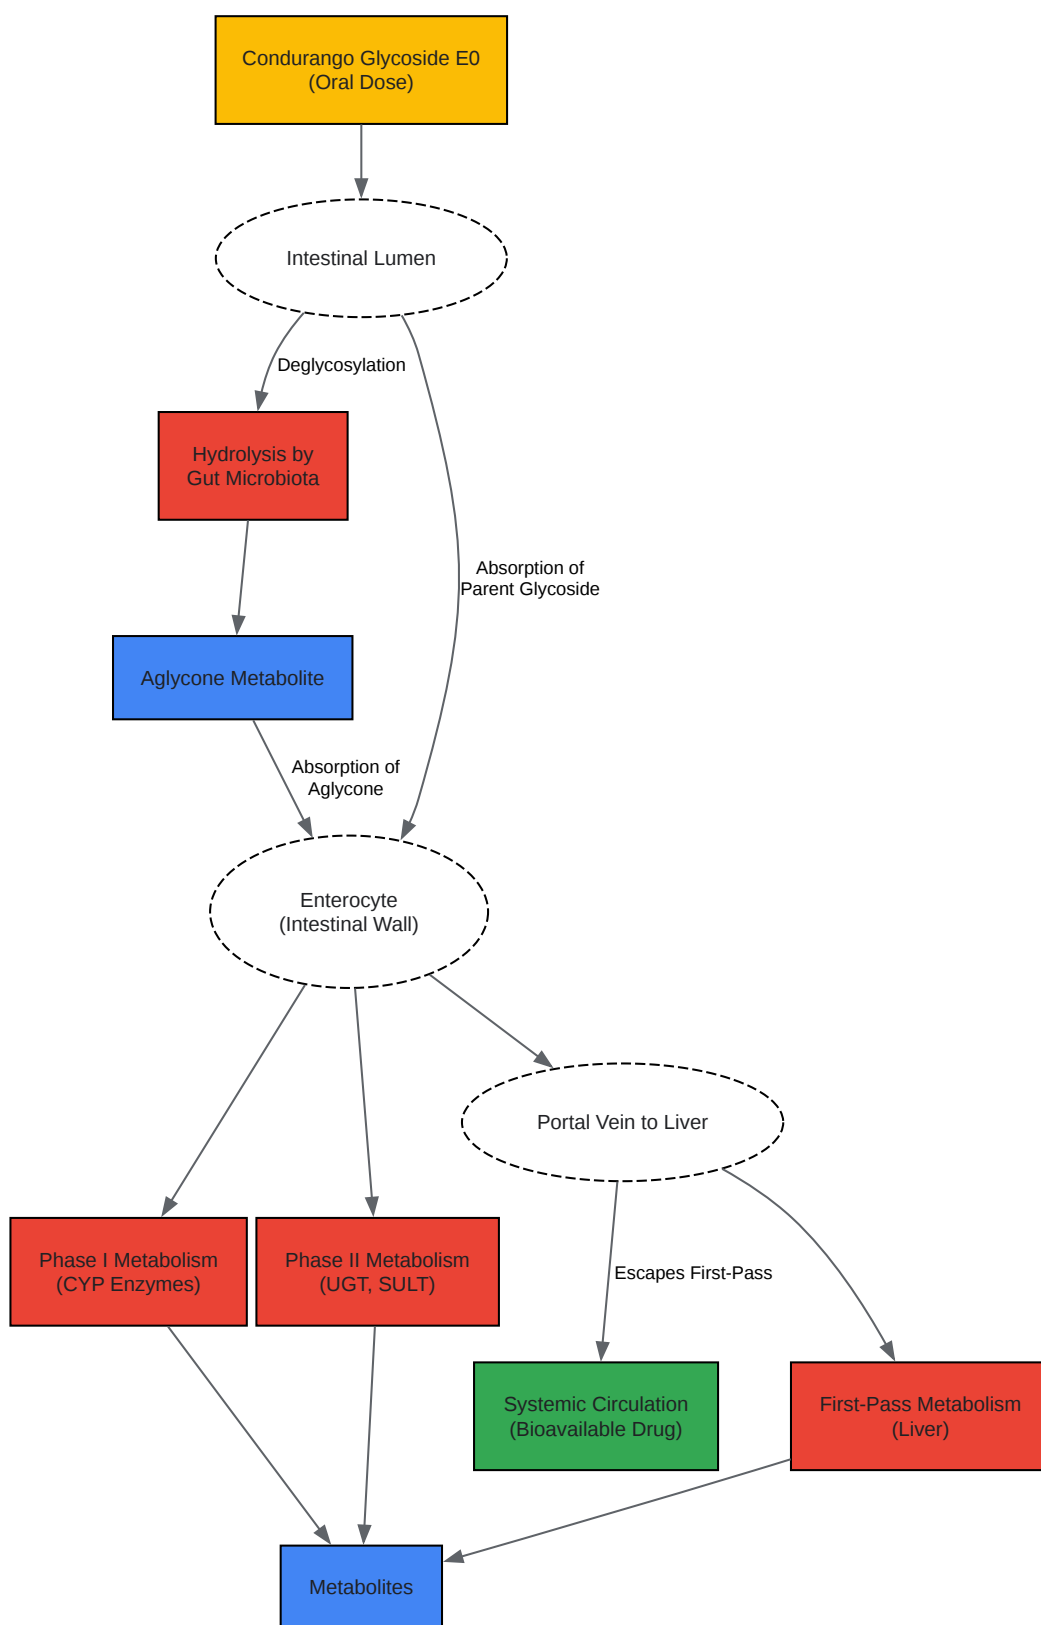 Condurango Glycoside E0
(Oral Dose)
Intestinal Lumen
Deglycosylation
Hydrolysis by
Gut Microbiota
Absorption of
Parent Glycoside
Aglycone Metabolite
Absorption of
Aglycone
Enterocyte
(Intestinal Wall)
Portal Vein to Liver
Phase I Metabolism
(CYP Enzymes)
Phase II Metabolism
(UGT, SULT)
Escapes First-Pass
Systemic Circulation
(Bioavailable Drug)
First-Pass Metabolism
(Liver)
Metabolites